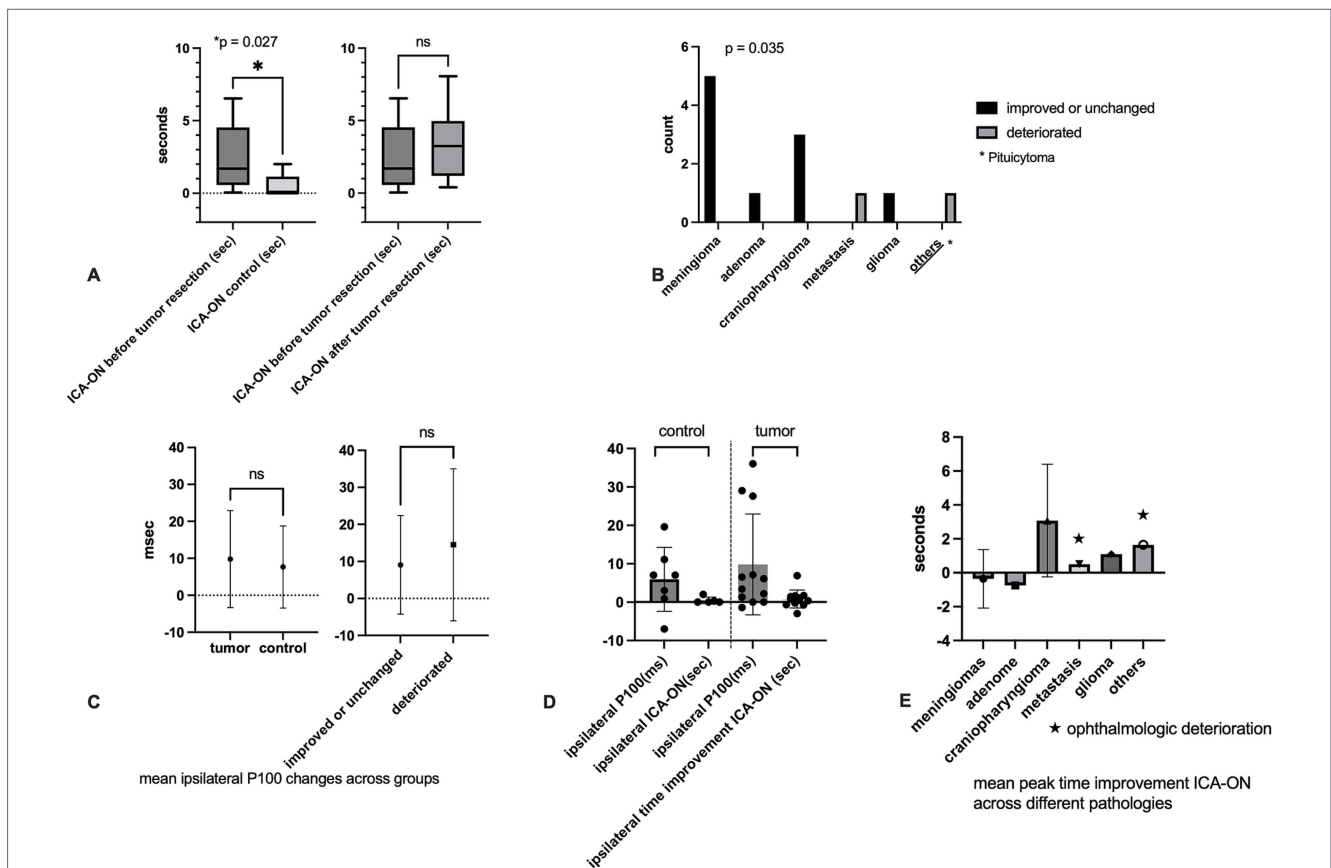 *p = 0.027
*
seconds
10
5
0
ICA-ON before tumor resection (sec)
ICA-ON control (sec)
A
ns
10
5
0
ICA-ON before tumor resection (sec)
ICA-ON after tumor resection (sec)
p = 0.035
count
6
4
2
0
meningioma
adenoma
craniopharyngioma
metastasis
glioma
others *
B
improved or unchanged
deteriorated
* Pituicytoma
ns
msec
40
30
20
10
0
-10
tumor
control
ns
40
30
20
10
0
-10
improved or unchanged
deteriorated
C
mean ipsilateral P100 changes across groups
control
tumor
40
30
20
10
0
-10
ipsilateral P100(ms)
ipsilateral ICA-ON(sec)
ipsilateral P100(ms)
ipsilateral time improvement ICA-ON (sec)
D
seconds
8
6
4
2
0
-2
-4
meningiomas
adenome
craniopharyngioma
metastasis
glioma
others
E
★ ophthalmologic deterioration
mean peak time improvement ICA-ON
across different pathologies